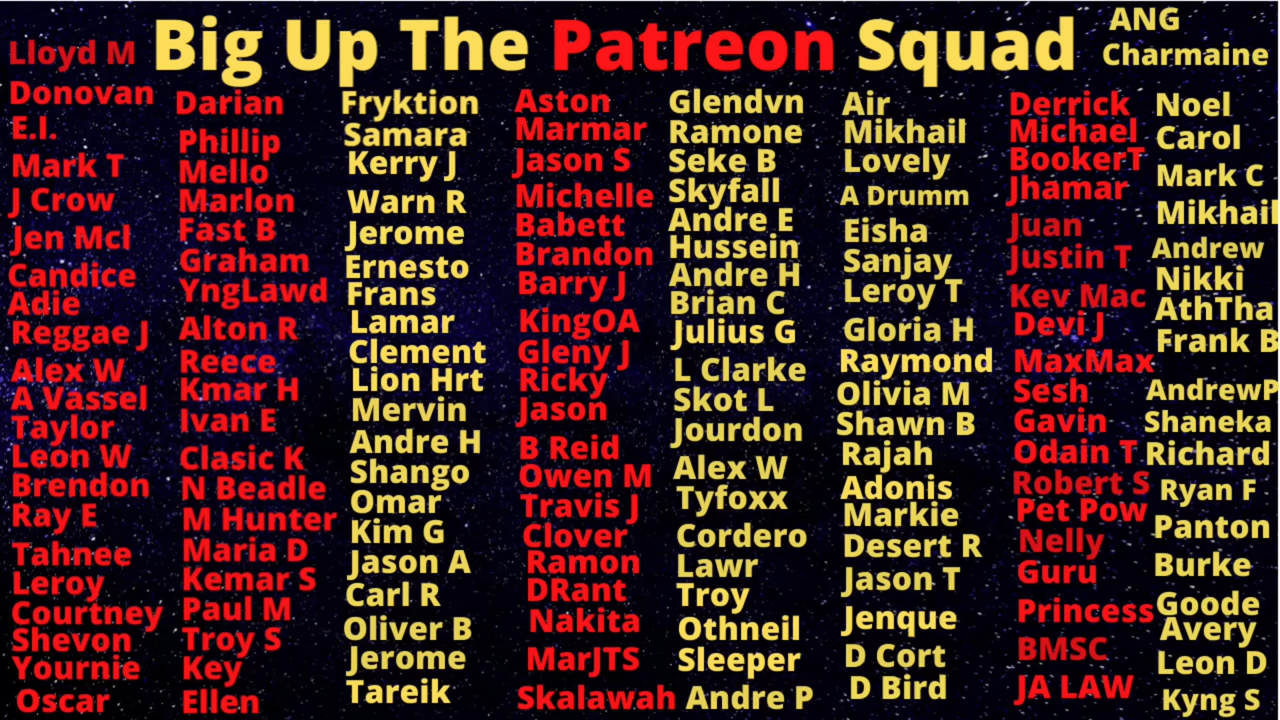 Big Up The Patreon Squad
ANG
Charmaine
Lloyd M
Donovan
E.I.
Mark T
J Crow
Jen Mcl
Candice
Adie
Reggae J
Alex W
A Vassel
Taylor
Leon W
Brendon
Ray E
Tahnee
Leroy
Courtney
Shevon
Yournie
Oscar
Darian
Phillip
Mello
Marlon
Fast B
Graham
YngLawd
Alton R
Reece
Kmar H
Ivan E
Clasic K
N Beadle
M Hunter
Maria D
Kemar S
Paul M
Troy S
Key
Ellen
Fryktion
Samara
Kerry J
Warn R
Jerome
Ernesto
Frans
Lamar
Clement
Lion Hrt
Mervin
Andre H
Shango
Omar
Kim G
Jason A
Carl R
Oliver B
Jerome
Tareik
Aston
Marmar
Jason S
Michelle
Babett
Brandon
Barry J
KingOA
Gleny J
Ricky
Jason
B Reid
Owen M
Travis J
Clover
Ramon
DRant
Nakita
MarJTS
Skalawah
Glendvn
Ramone
Seke B
Skyfall
Andre E
Hussein
Andre H
Brian C
Julius G
L Clarke
Skot L
Jourdon
Alex W
Tyfoxx
Cordero
Lawr
Troy
Othneil
Sleeper
Andre P
Air
Mikhail
Lovely
A Drumm
Eisha
Sanjay
Leroy T
Gloria H
Raymond
Olivia M
Shawn B
Rajah
Adonis
Markie
Desert R
Jason T
Jenque
D Cort
D Bird
Derrick
Michael
BookerT
Jhamar
Juan
Justin T
Kev Mac
Devi J
MaxMax
Sesh
Gavin
Odain T
Robert S
Pet Pow
Nelly
Guru
Princess
BMSC
JA LAW
Noel
Carol
Mark C
Mikhail
Andrew
Nikki
AthTha
Frank B
AndrewP
Shaneka
Richard
Ryan F
Panton
Burke
Goode
Avery
Leon D
Kyng S